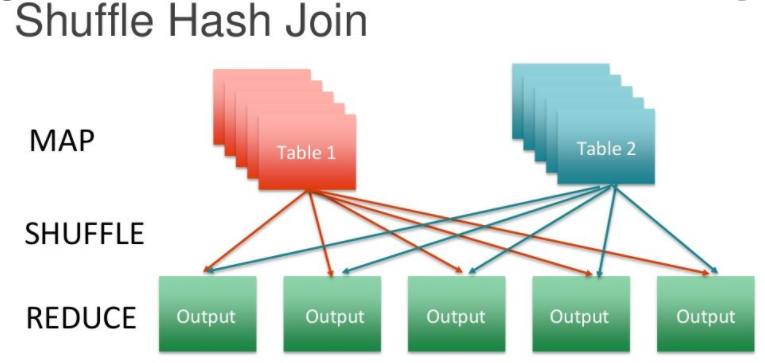 Shuffle Hash Join
MAP
Table 1
Table 2
SHUFFLE
REDUCE
Output
Output
Output
Output
Output